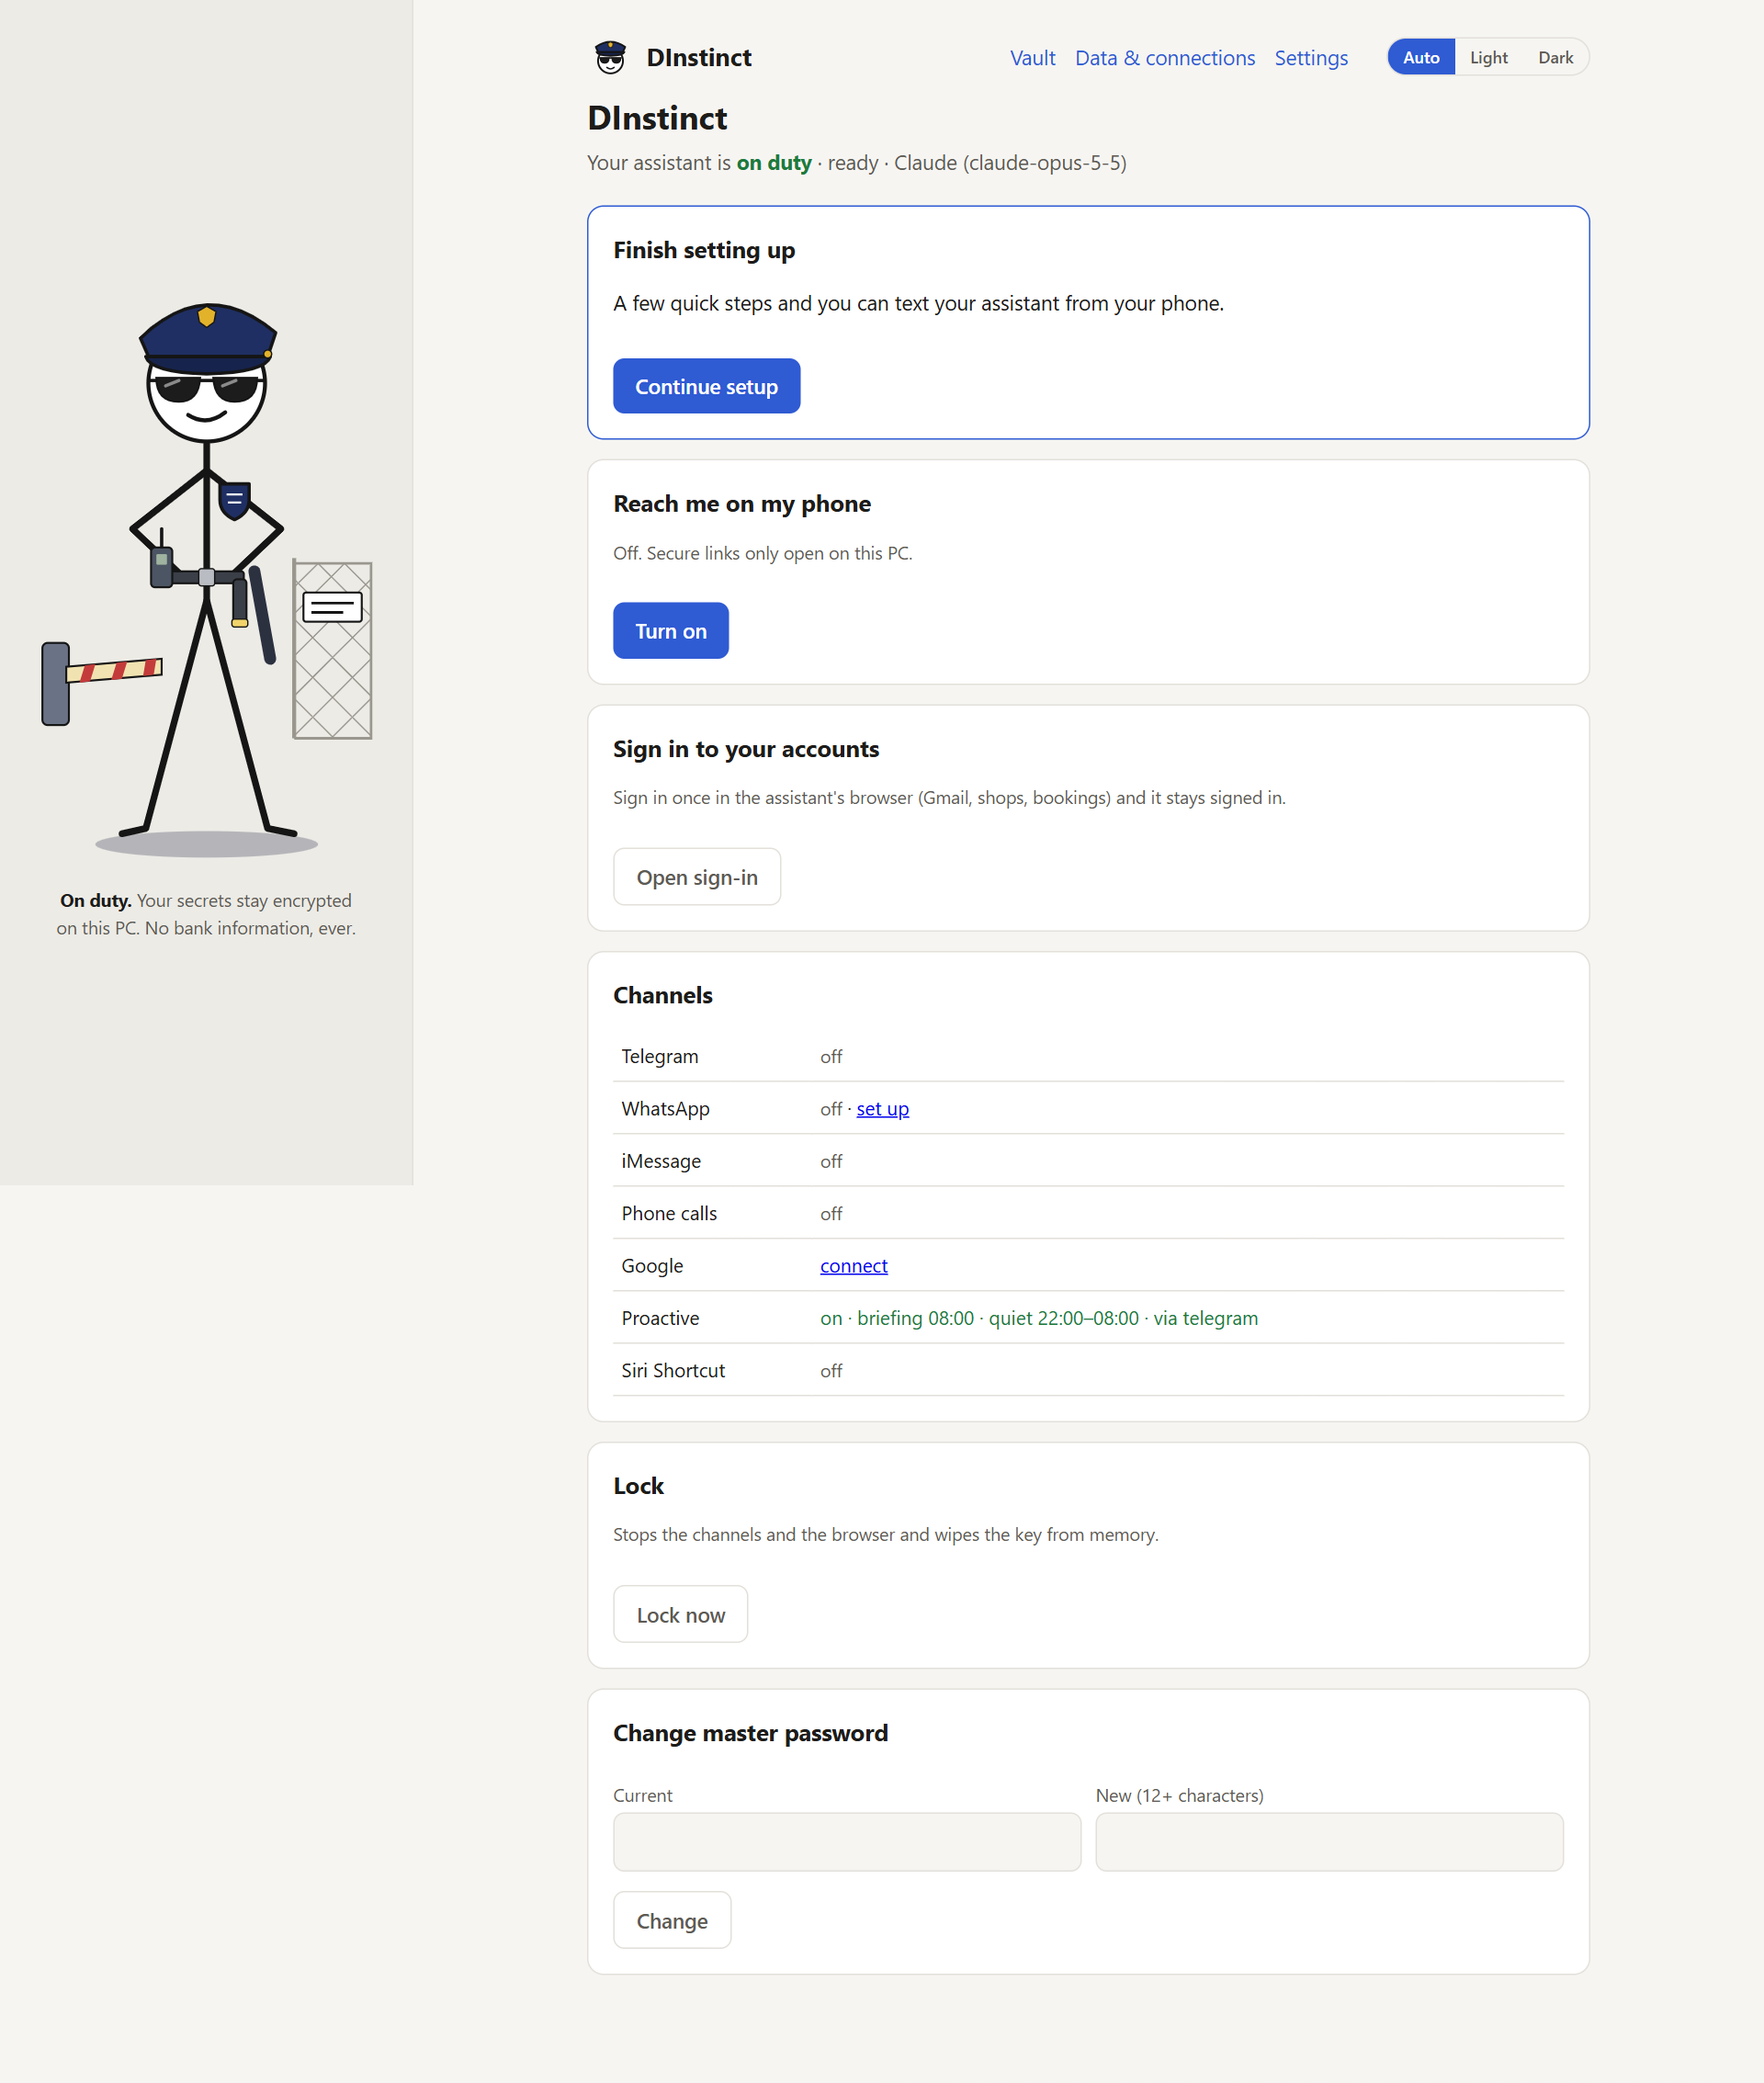 DInstinct
Vault Data & connections Settings Auto Light Dark
DInstinct
Your assistant is on duty · ready · Claude (claude-opus-5-5)
Finish setting up
A few quick steps and you can text your assistant from your phone.
Continue setup
Reach me on my phone
Off. Secure links only open on this PC.
Turn on
Sign in to your accounts
Sign in once in the assistant's browser (Gmail, shops, bookings) and it stays signed in.
Open sign-in
On duty. Your secrets stay encrypted
on this PC. No bank information, ever.
Channels
Telegram off
WhatsApp off · set up
iMessage off
Phone calls off
Google connect
Proactive on · briefing 08:00 · quiet 22:00–08:00 · via telegram
Siri Shortcut off
Lock
Stops the channels and the browser and wipes the key from memory.
Lock now
Change master password
Current New (12+ characters)
Change